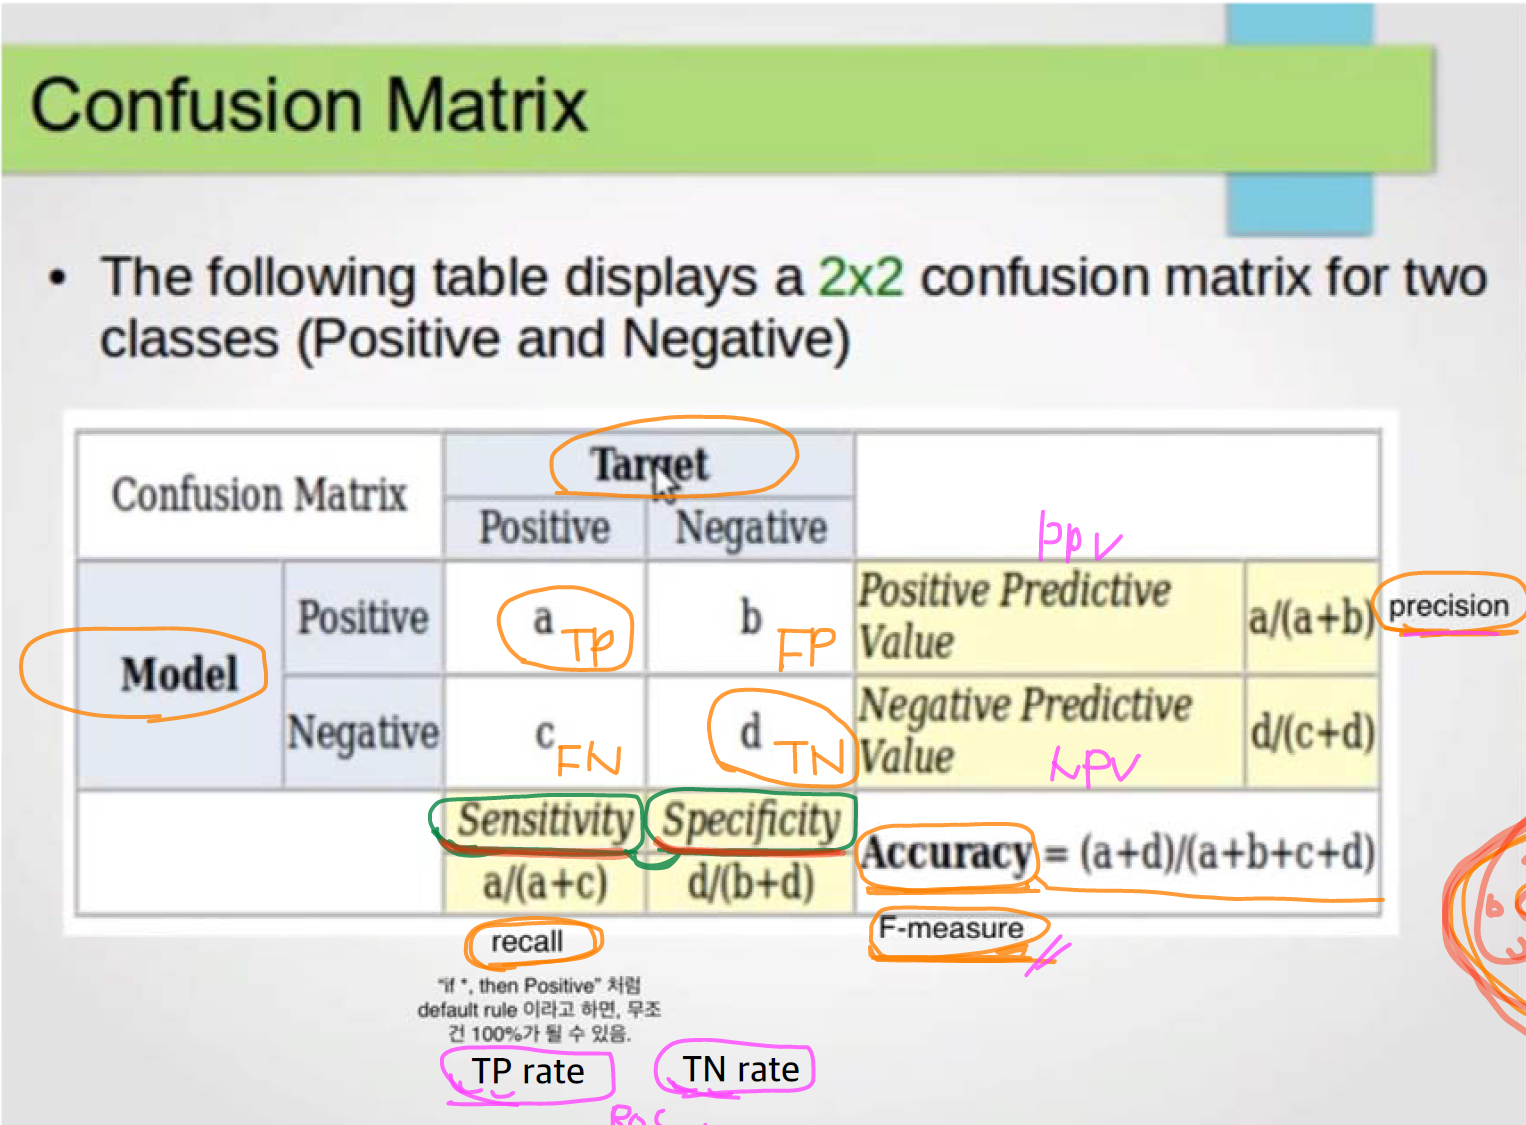 Confusion Matrix
• The following table displays a 2x2 confusion matrix for two
classes (Positive and Negative)
Confusion Matrix
Target
Positive Negative
ppv
Model
Positive a TP b FP Positive Predictive Value a/(a+b) precision
Negative c FN d TN Negative Predictive Value d/(c+d)
NPV
Sensitivity Specificity
a/(a+c) d/(b+d)
Accuracy = (a+d)/(a+b+c+d)
recall
F-measure
"if *, then Positive" 처럼
default rule 이라고 하면, 무조
건 100%가 될 수 있음.
TP rate TN rate